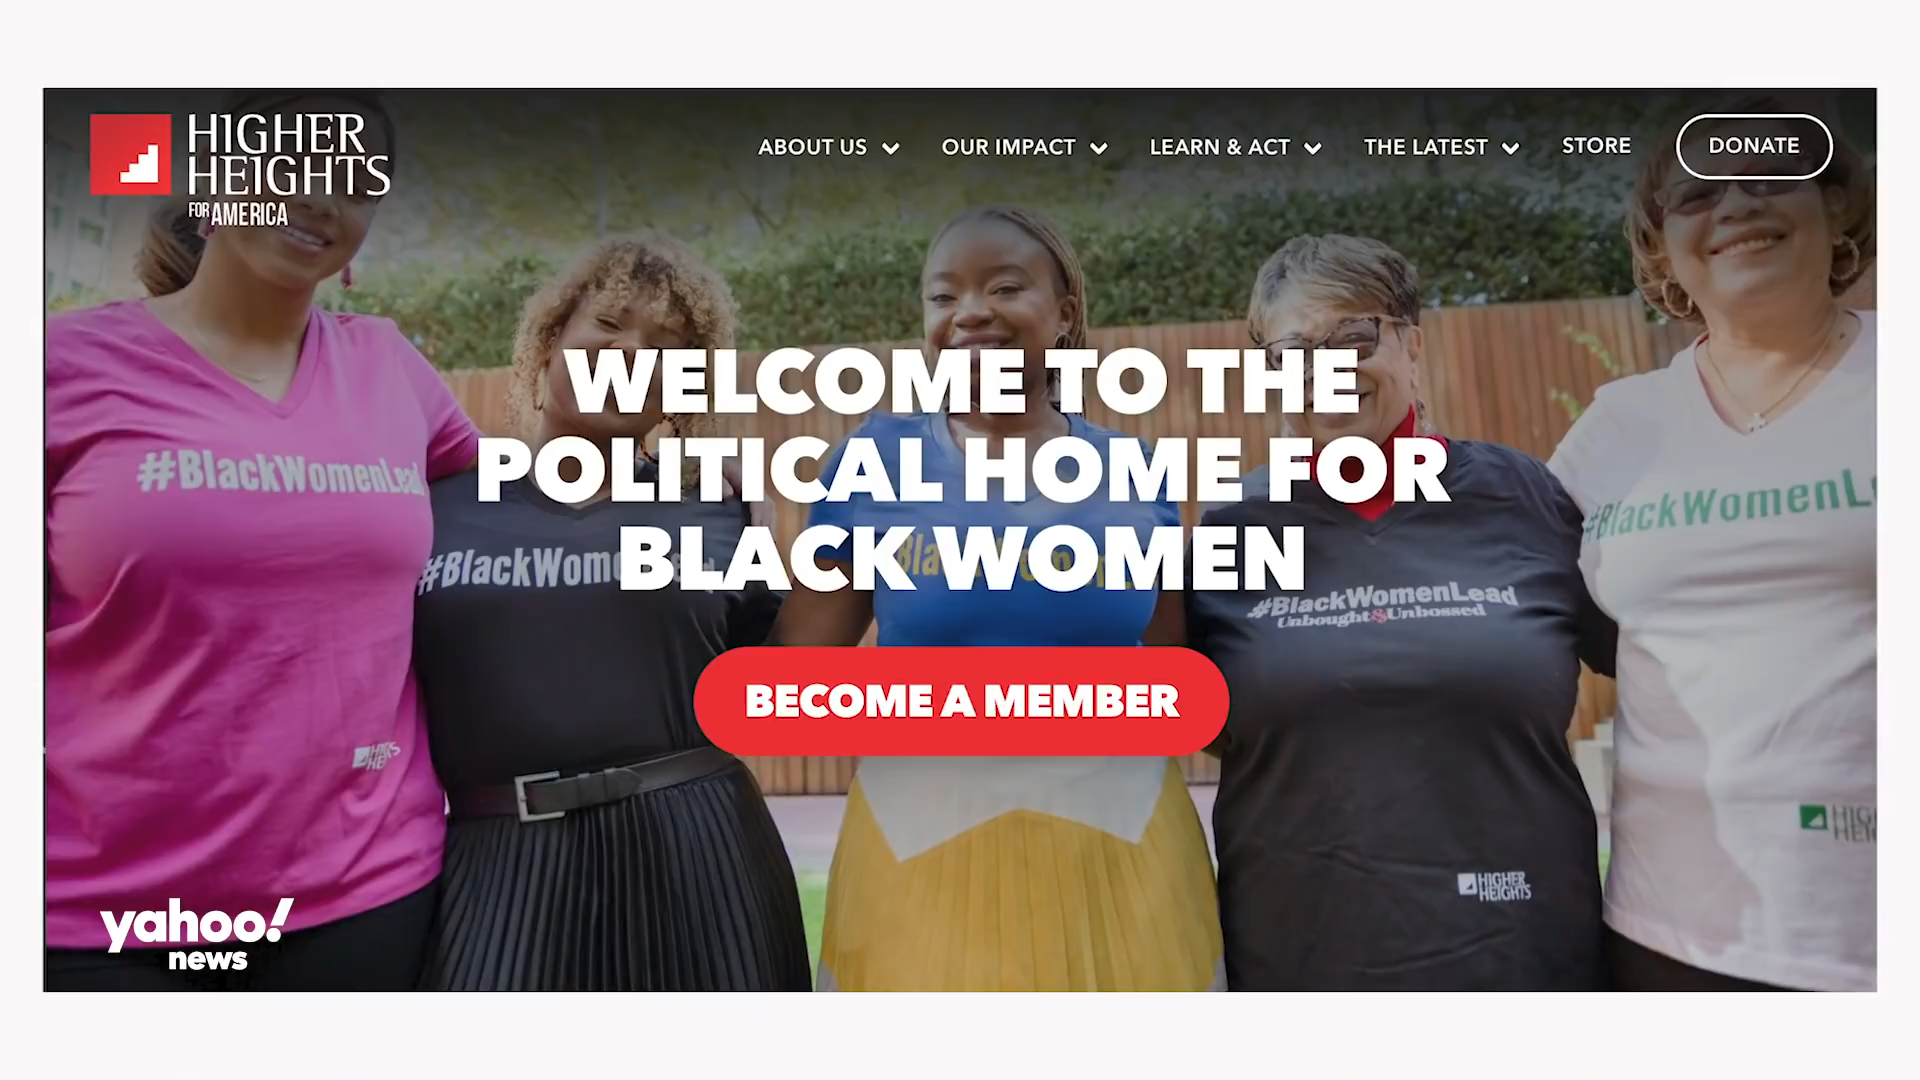 HIGHER
HEIGHTS
FOR AMERICA
ABOUT US
OUR IMPACT
LEARN & ACT
THE LATEST
STORE
DONATE
WELCOME TO THE
POLITICAL HOME FOR
BLACK WOMEN
#BlackWomenLead
#BlackWom
#BlackWomenLead
Unbought&Unbossed
#BlackWomenL
BECOME A MEMBER
HIGHER
HEIGHTS
yahoo!
news